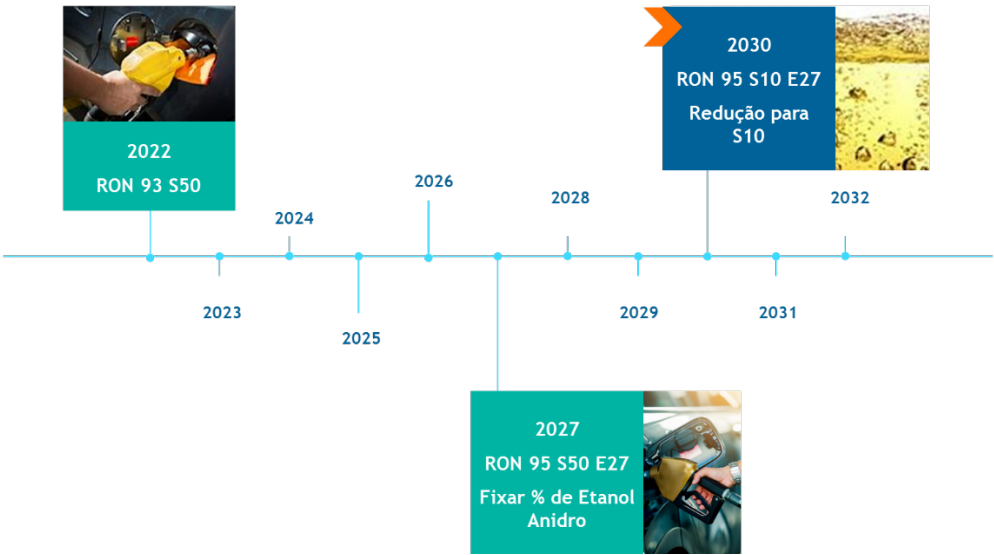 2022
RON 93 S50
2023
2024
2025
2026
2027
RON 95 S50 E27
Fixar % de Etanol
Anidro
2028
2029
2030
RON 95 S10 E27
Redução para
S10
2031
2032